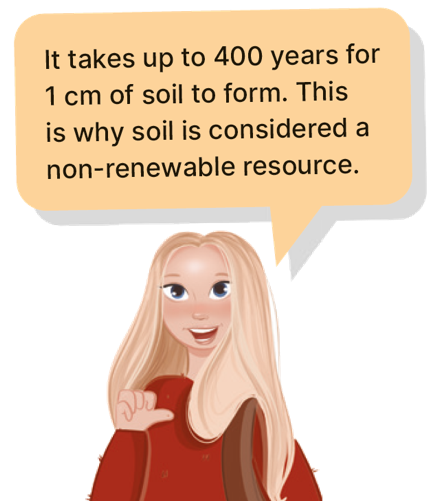 It takes up to 400 years for
1 cm of soil to form. This
is why soil is considered a
non-renewable resource.